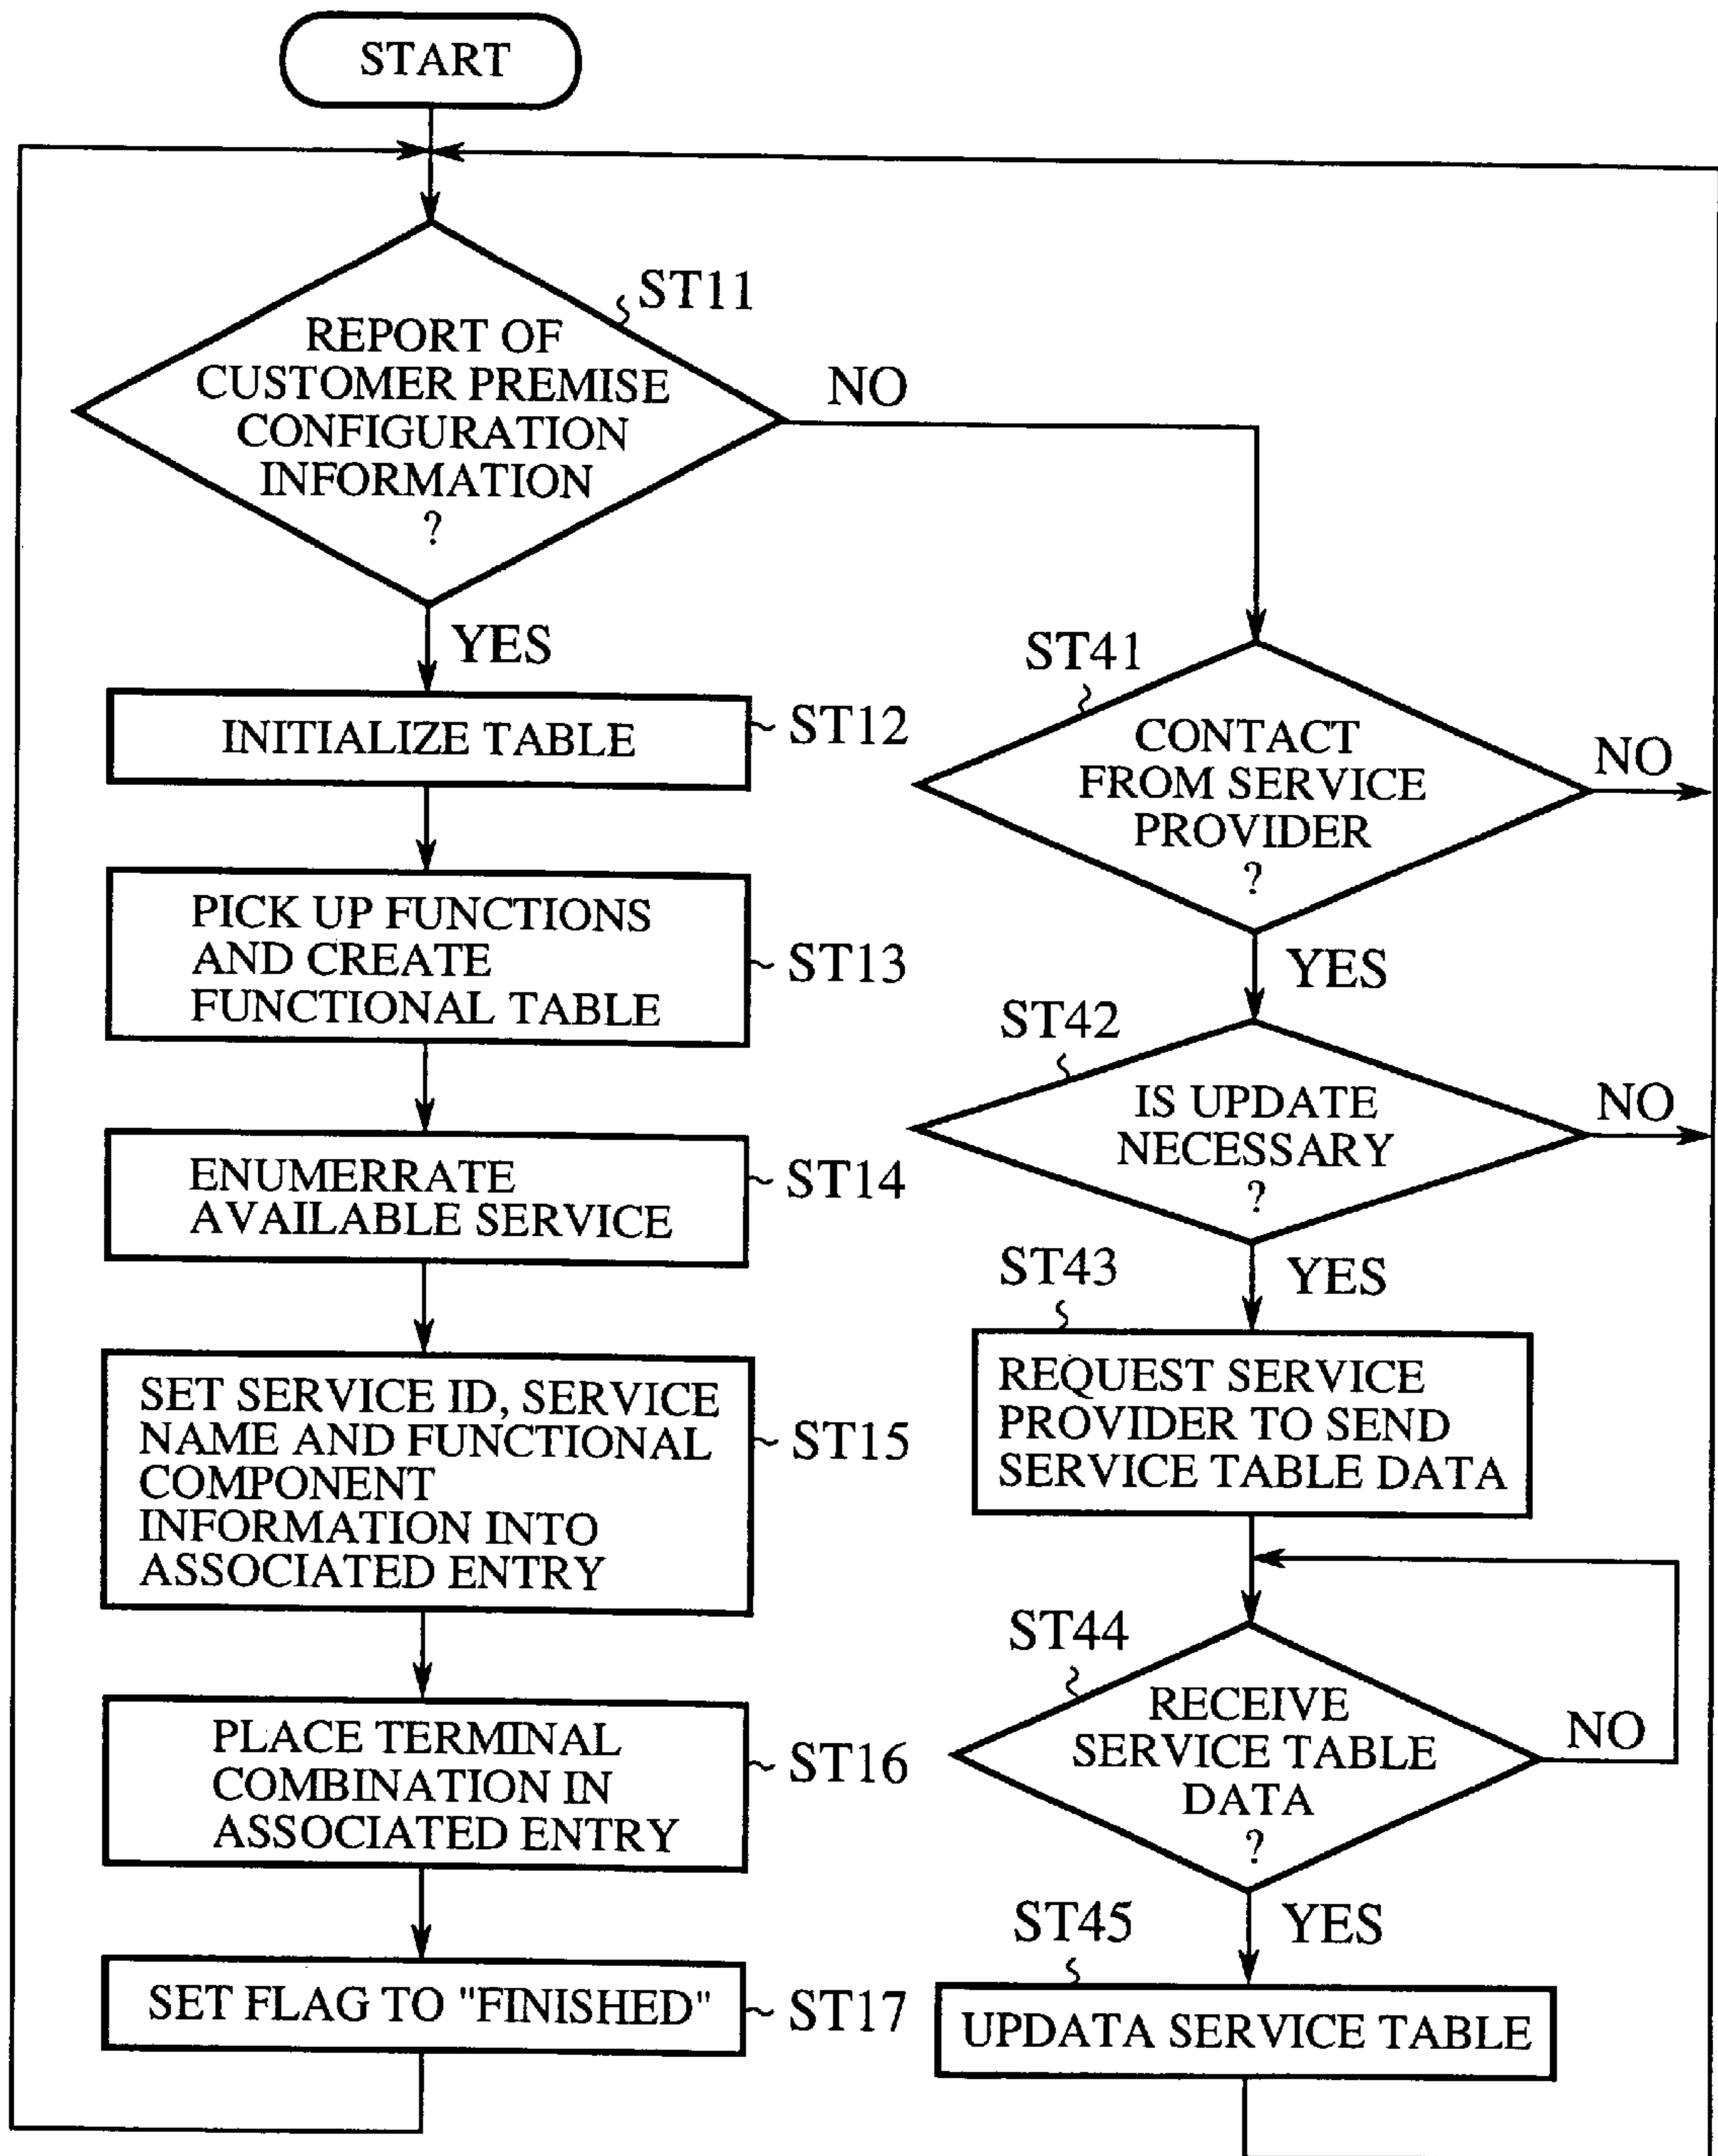 START
ST11
REPORT OF
CUSTOMER PREMISE
CONFIGURATION
INFORMATION
?
NO
YES
INITIALIZE TABLE
ST12
PICK UP FUNCTIONS
AND CREATE
FUNCTIONAL TABLE
ST13
ENUMERRATE
AVAILABLE SERVICE
ST14
SET SERVICE ID, SERVICE
NAME AND FUNCTIONAL
COMPONENT
INFORMATION INTO
ASSOCIATED ENTRY
ST15
PLACE TERMINAL
COMBINATION IN
ASSOCIATED ENTRY
ST16
SET FLAG TO "FINISHED"
ST17
ST41
CONTACT
FROM SERVICE
PROVIDER
?
NO
YES
ST42
IS UPDATE
NECESSARY
?
NO
YES
ST43
REQUEST SERVICE
PROVIDER TO SEND
SERVICE TABLE DATA
ST44
RECEIVE
SERVICE TABLE
DATA
?
NO
YES
ST45
UPDATA SERVICE TABLE